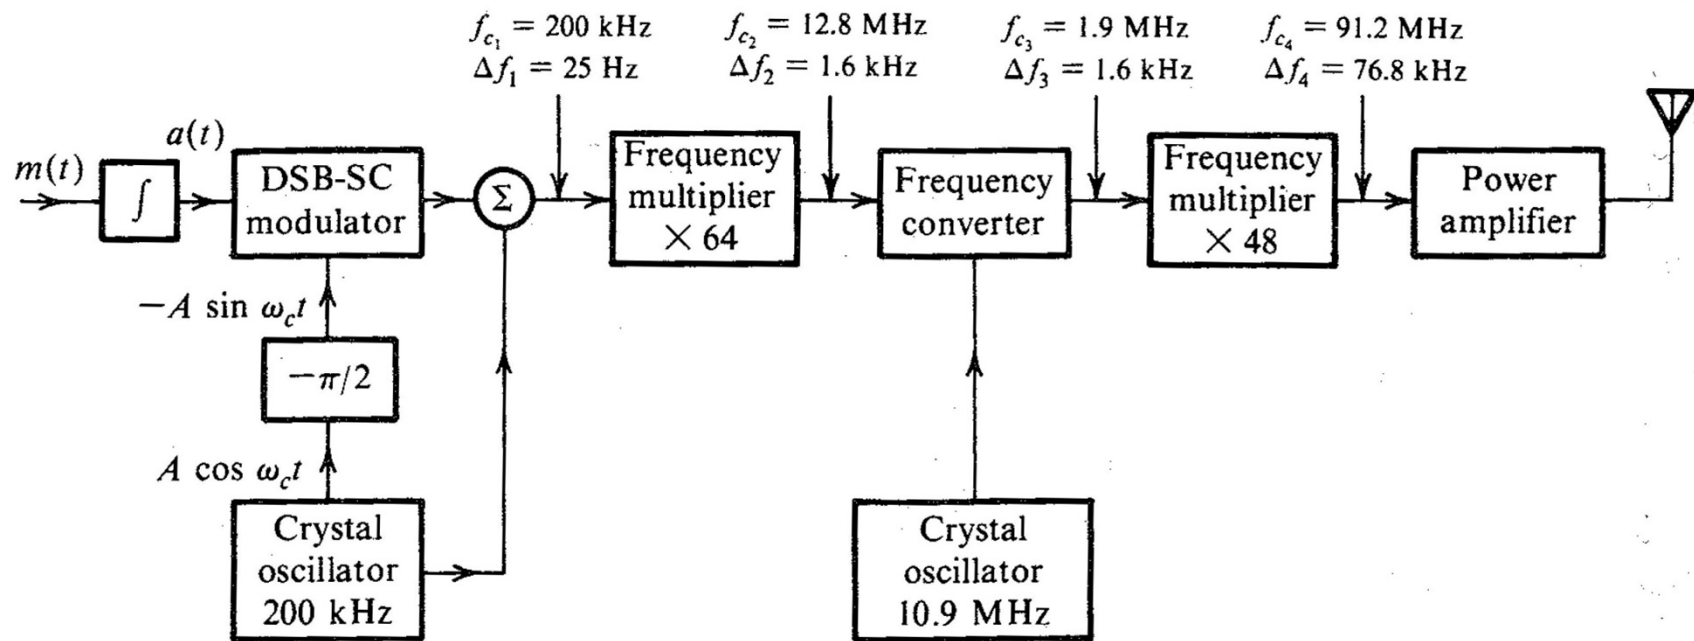 f_{c_1} = 200 kHz
Δf_1 = 25 Hz
f_{c_2} = 12.8 MHz
Δf_2 = 1.6 kHz
f_{c_3} = 1.9 MHz
Δf_3 = 1.6 kHz
f_{c_4} = 91.2 MHz
Δf_4 = 76.8 kHz
m(t)
∫
a(t)
DSB-SC
modulator
Σ
Frequency
multiplier
× 64
Frequency
converter
Frequency
multiplier
× 48
Power
amplifier
−A sin ω_c t
−π/2
A cos ω_c t
Crystal
oscillator
200 kHz
Crystal
oscillator
10.9 MHz